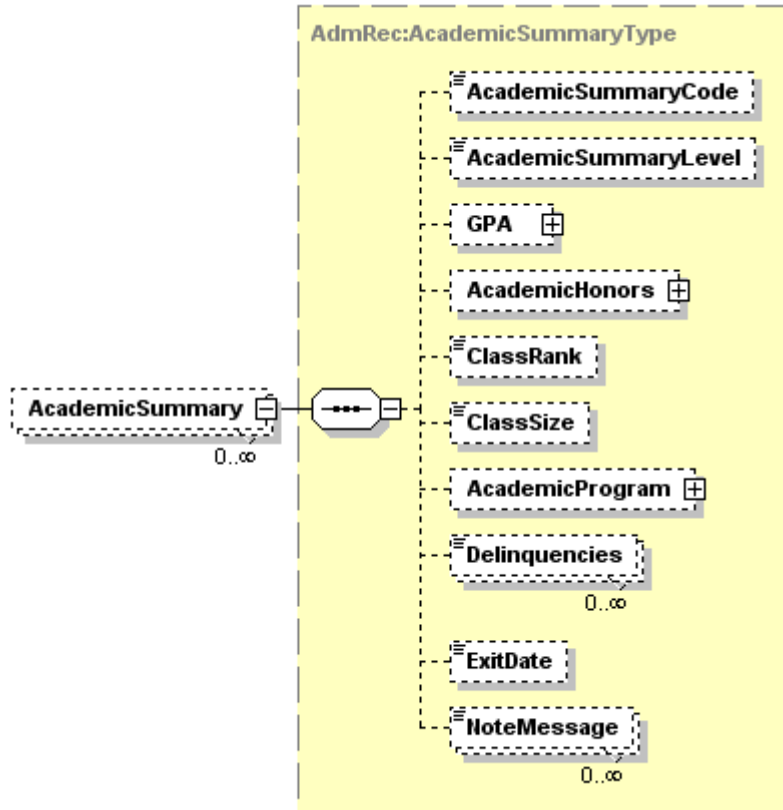 AdmRec:AcademicSummaryType
AcademicSummaryCode
AcademicSummaryLevel
GPA
AcademicHonors
ClassRank
AcademicSummary
0..∞
ClassSize
AcademicProgram
Delinquencies
0..∞
ExitDate
NoteMessage
0..∞